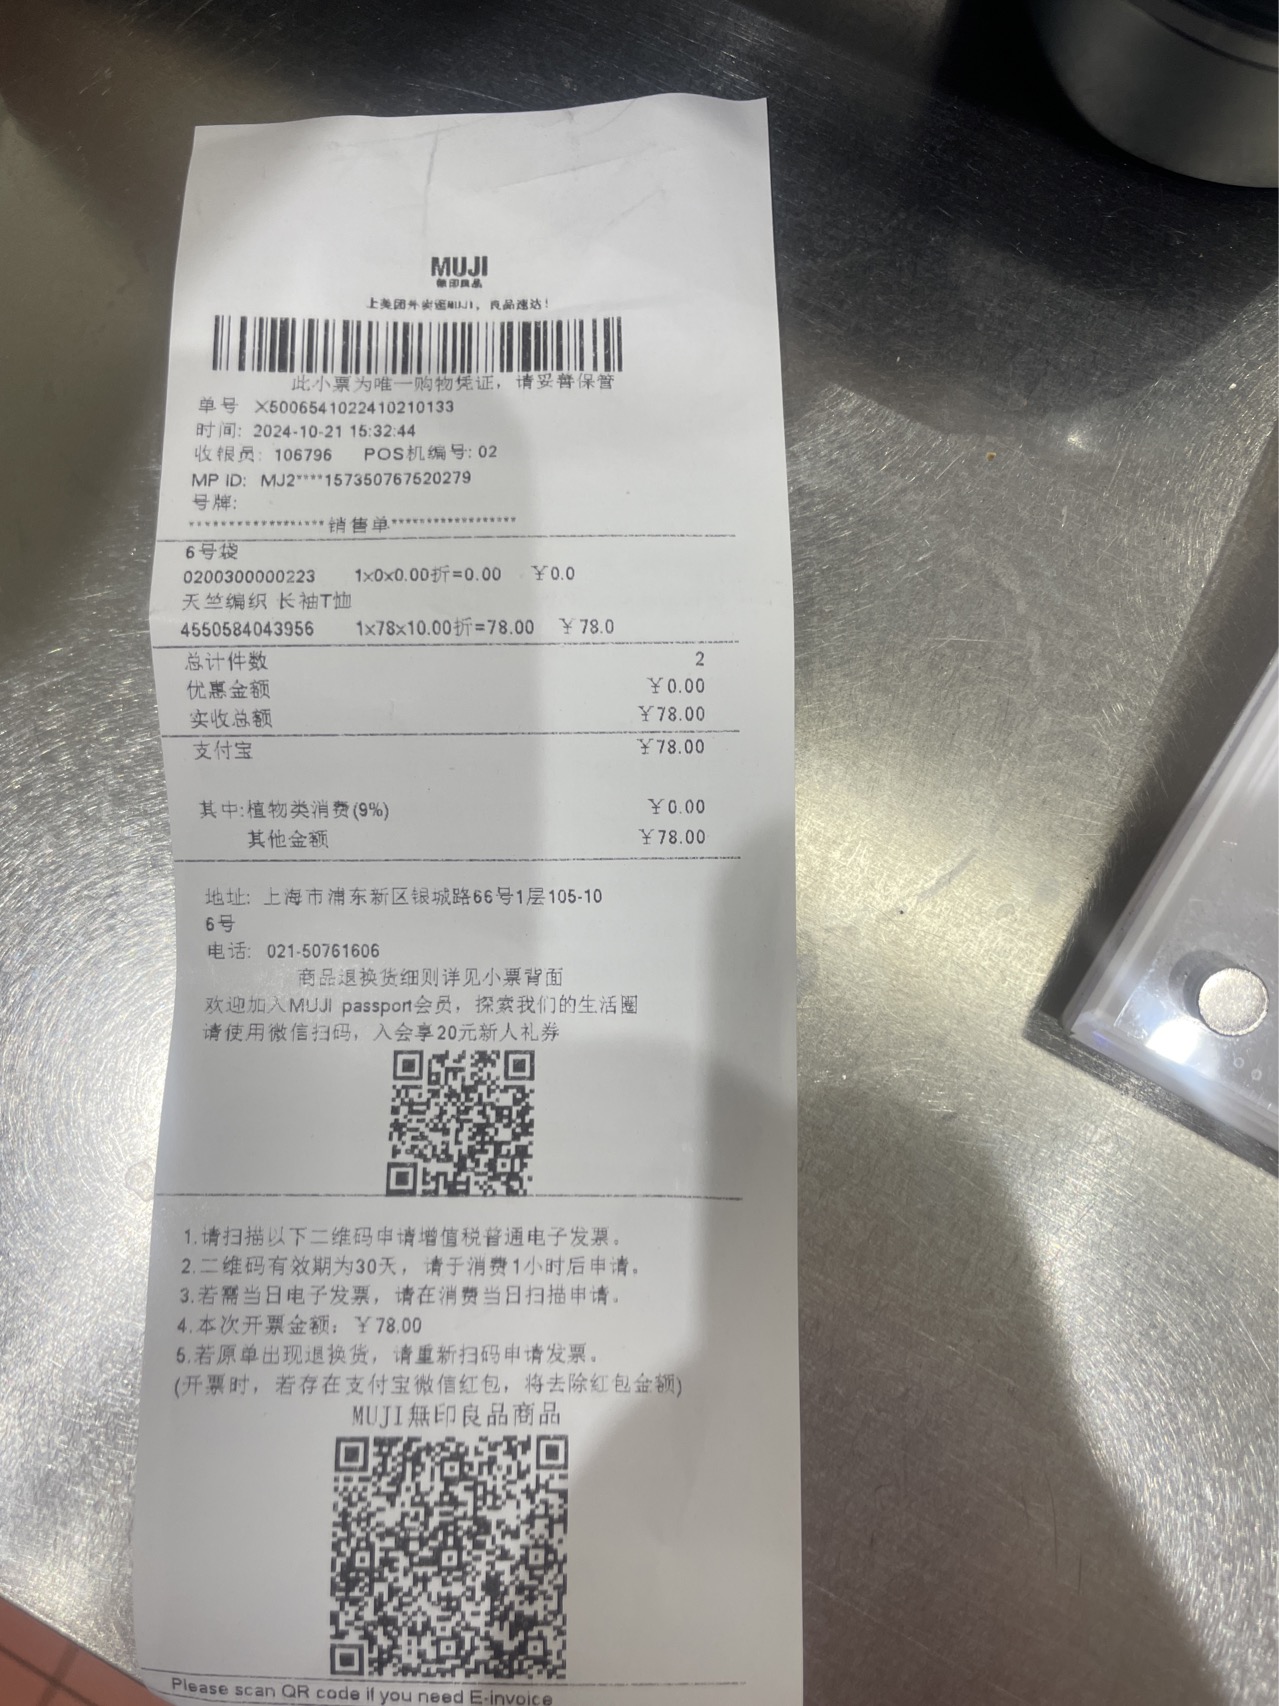 MUJI
無印良品
上美团外卖逛MUJI，良品速达！
此小票为唯一购物凭证，请妥善保管
单号 X5006541022410210133
时间: 2024-10-21 15:32:44
收银员: 106796 POS机编号: 02
MP ID: MJ2****157350767520279
号牌:
********************销售单*******************
6号袋
0200300000223 1x0x0.00折=0.00 ￥0.0
天竺编织 长袖T恤
4550584043956 1x78x10.00折=78.00 ￥78.0
总计件数 2
优惠金额 ￥0.00
实收总额 ￥78.00
支付宝 ￥78.00
其中:植物类消费(9%) ￥0.00
其他金额 ￥78.00
地址: 上海市浦东新区银城路66号1层105-10
6号
电话: 021-50761606
商品退换货细则详见小票背面
欢迎加入MUJI passport会员，探索我们的生活圈
请使用微信扫码，入会享20元新人礼券
1.请扫描以下二维码申请增值税普通电子发票。
2.二维码有效期为30天，请于消费1小时后申请。
3.若需当日电子发票，请在消费当日扫描申请。
4.本次开票金额：￥78.00
5.若原单出现退换货，请重新扫码申请发票。
(开票时，若存在支付宝微信红包，将去除红包金额)
MUJI無印良品商品
Please scan QR code if you need E-invoice